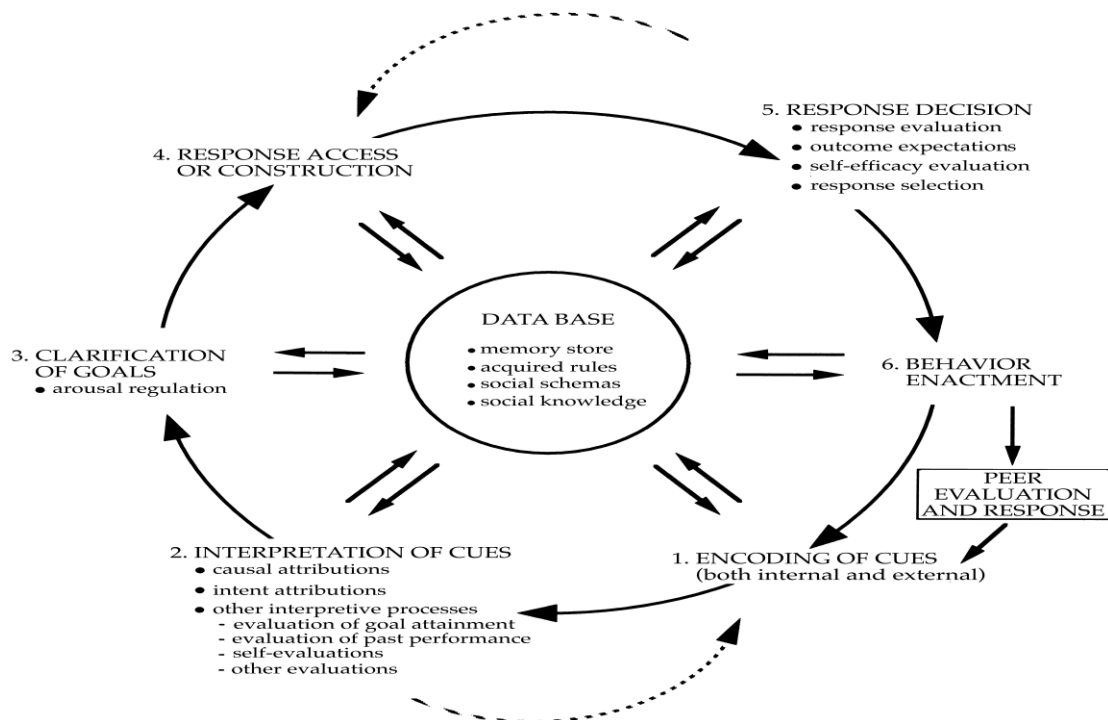 5. RESPONSE DECISION
• response evaluation
• outcome expectations
• self-efficacy evaluation
• response selection
4. RESPONSE ACCESS
OR CONSTRUCTION
DATA BASE
• memory store
• acquired rules
• social schemas
• social knowledge
3. CLARIFICATION
OF GOALS
• arousal regulation
6. BEHAVIOR
ENACTMENT
PEER
EVALUATION
AND RESPONSE
2. INTERPRETATION OF CUES
• causal attributions
• intent attributions
• other interpretive processes
- evaluation of goal attainment
- evaluation of past performance
- self-evaluations
- other evaluations
1. ENCODING OF CUES
(both internal and external)